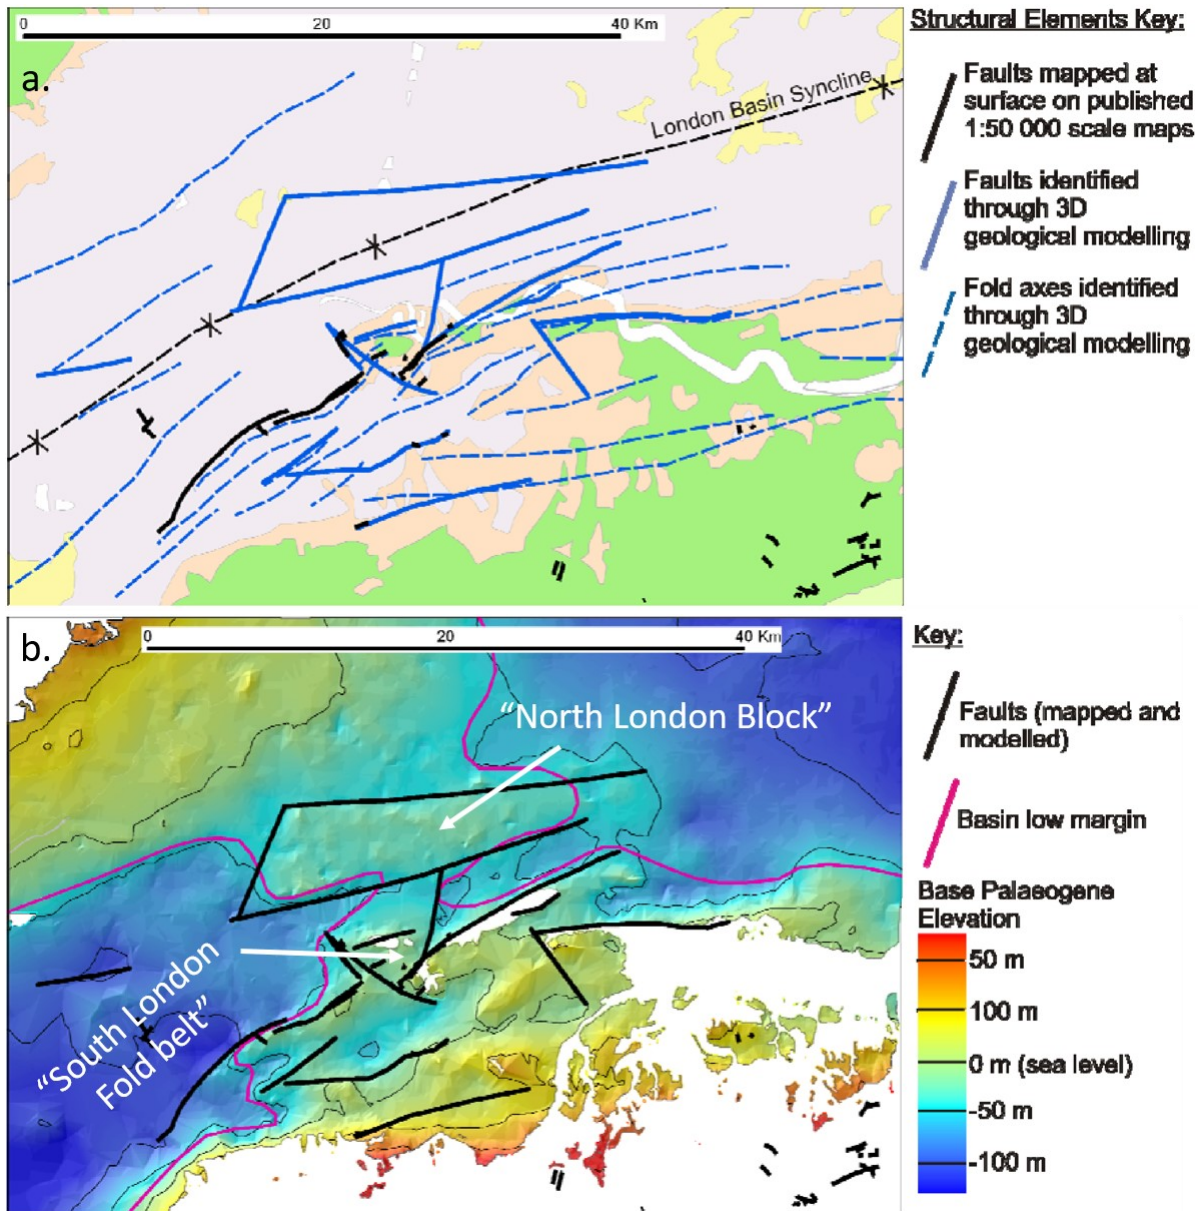 0 20 40 Km
a.
London Basin Syncline
Structural Elements Key:
Faults mapped at
surface on published
1:50 000 scale maps
Faults identified
through 3D
geological modelling
Fold axes identified
through 3D
geological modelling
b.
0 20 40 Km
“North London Block”
“South London
Fold belt”
Key:
Faults (mapped and
modelled)
Basin low margin
Base Palaeogene
Elevation
50 m
100 m
0 m (sea level)
-50 m
-100 m